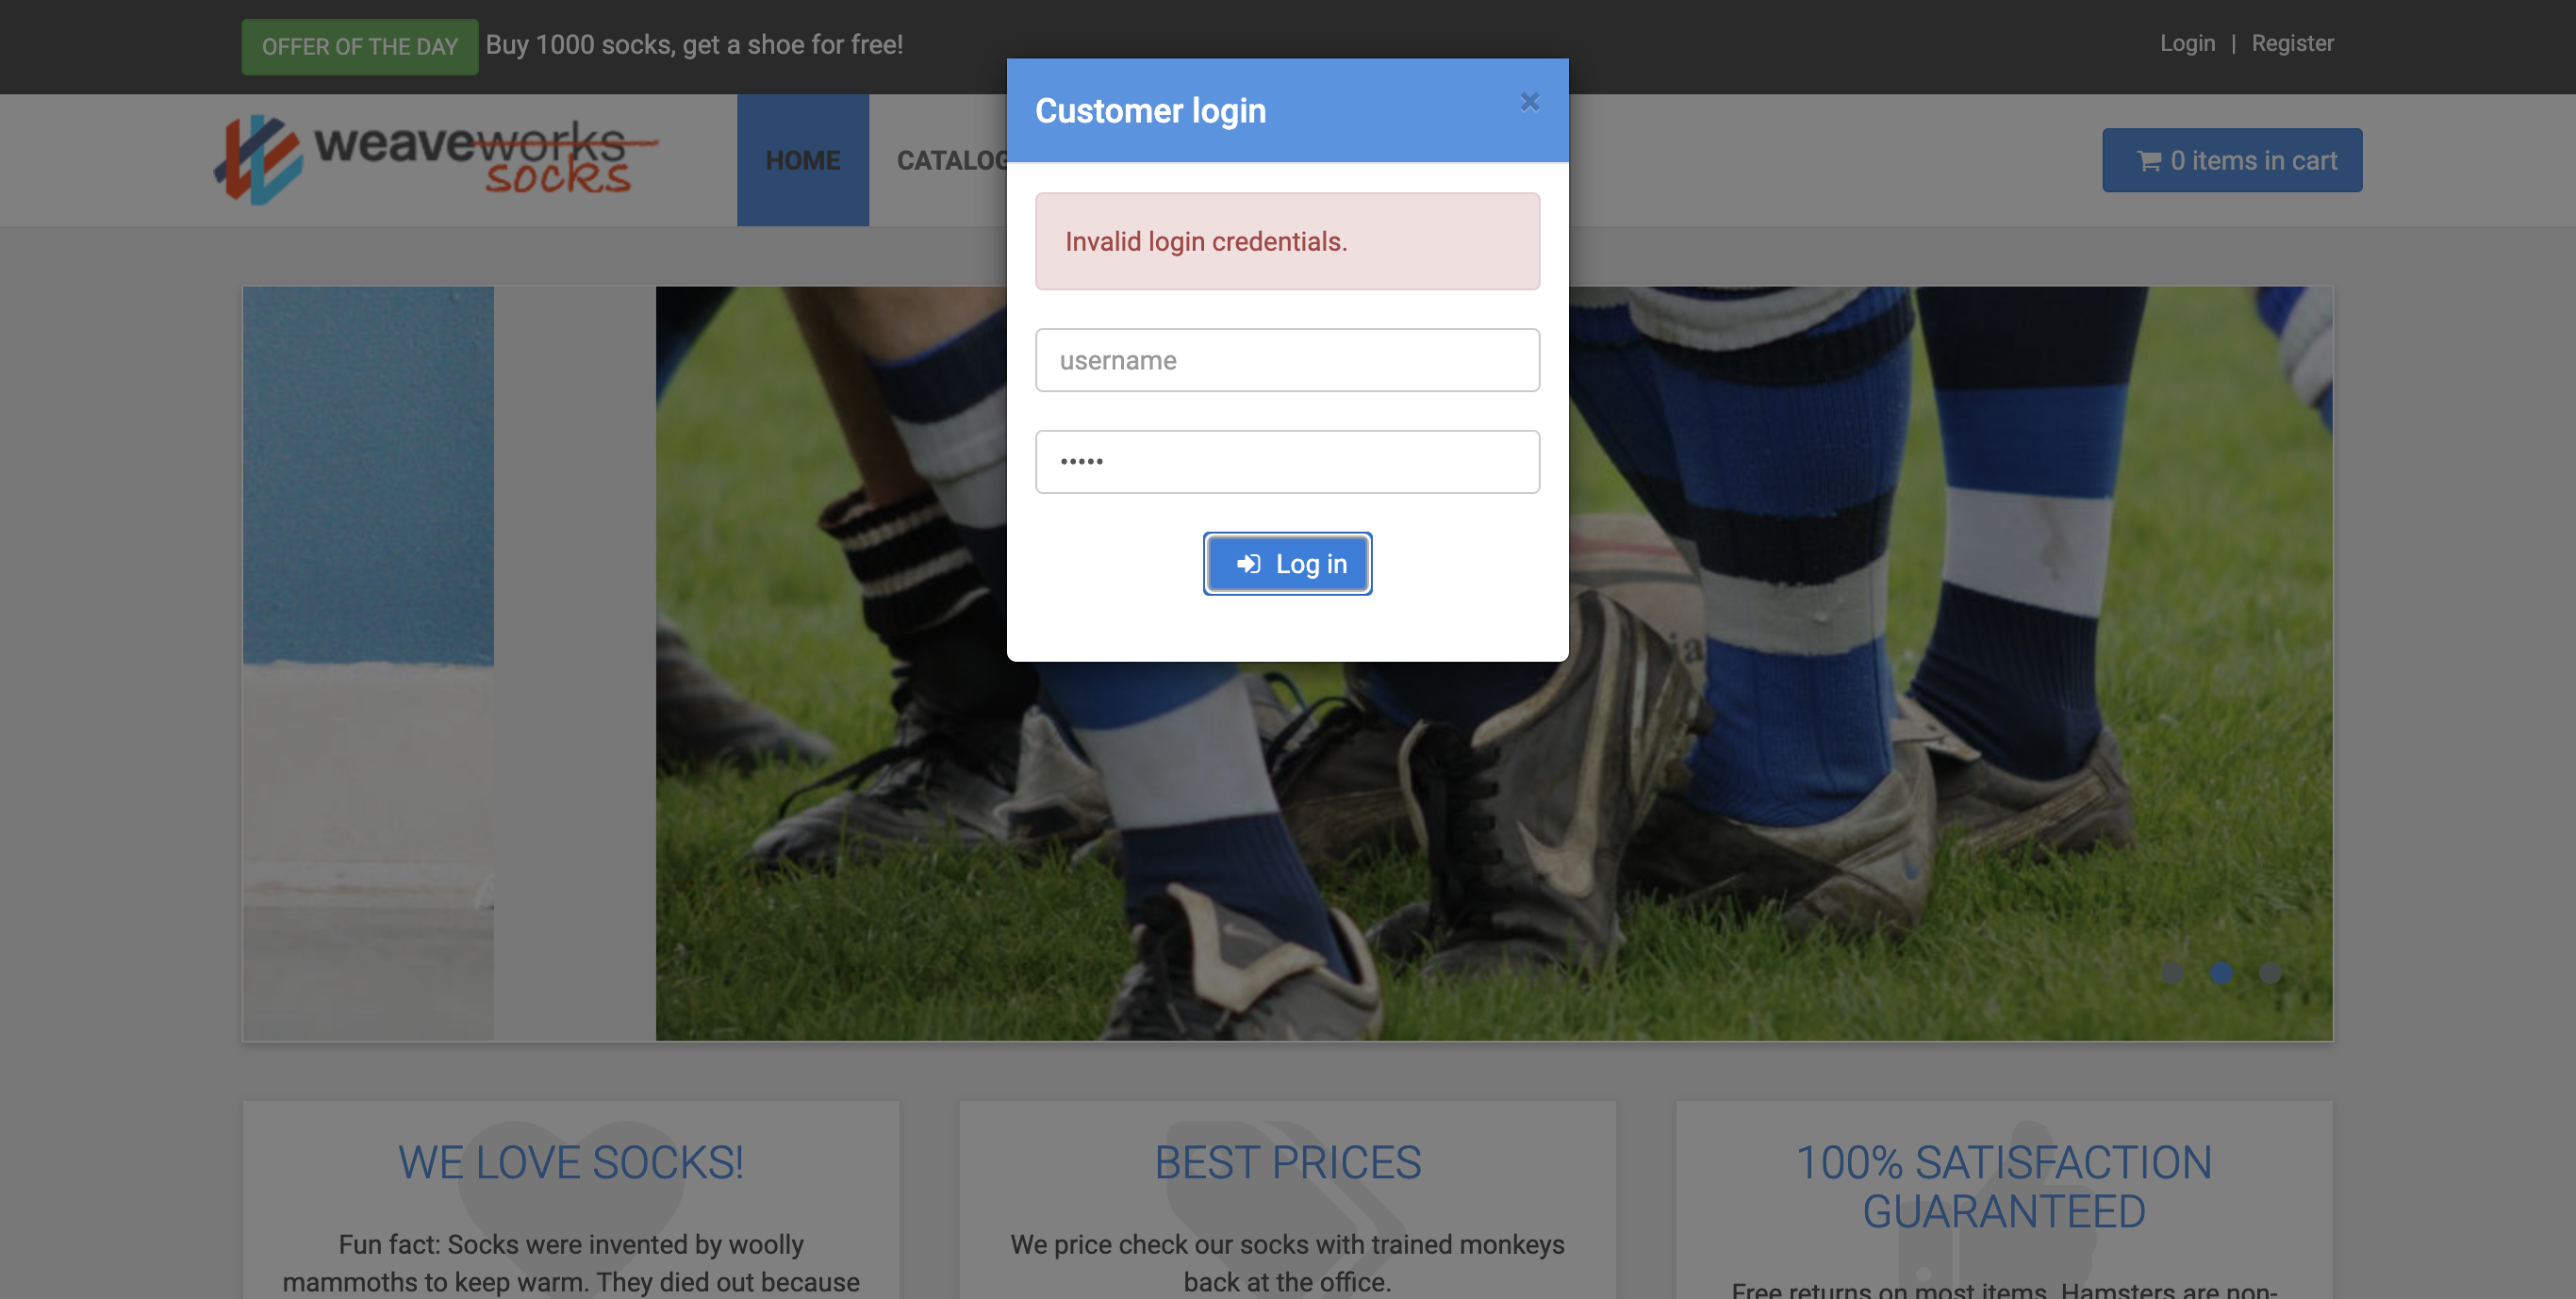 OFFER OF THE DAY Buy 1000 socks, get a shoe for free!
Login | Register
weaveworks
socks
HOME
CATALOG
0 items in cart
Customer login
×
Invalid login credentials.
username
•••••
Log in
WE LOVE SOCKS!
Fun fact: Socks were invented by woolly
mammoths to keep warm. They died out because
BEST PRICES
We price check our socks with trained monkeys
back at the office.
100% SATISFACTION
GUARANTEED
Free returns on most items. Hamsters are non-